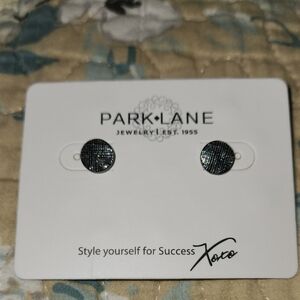 PARK•LANE
JEWELRY | EST. 1955
Style yourself for Success Xoxo